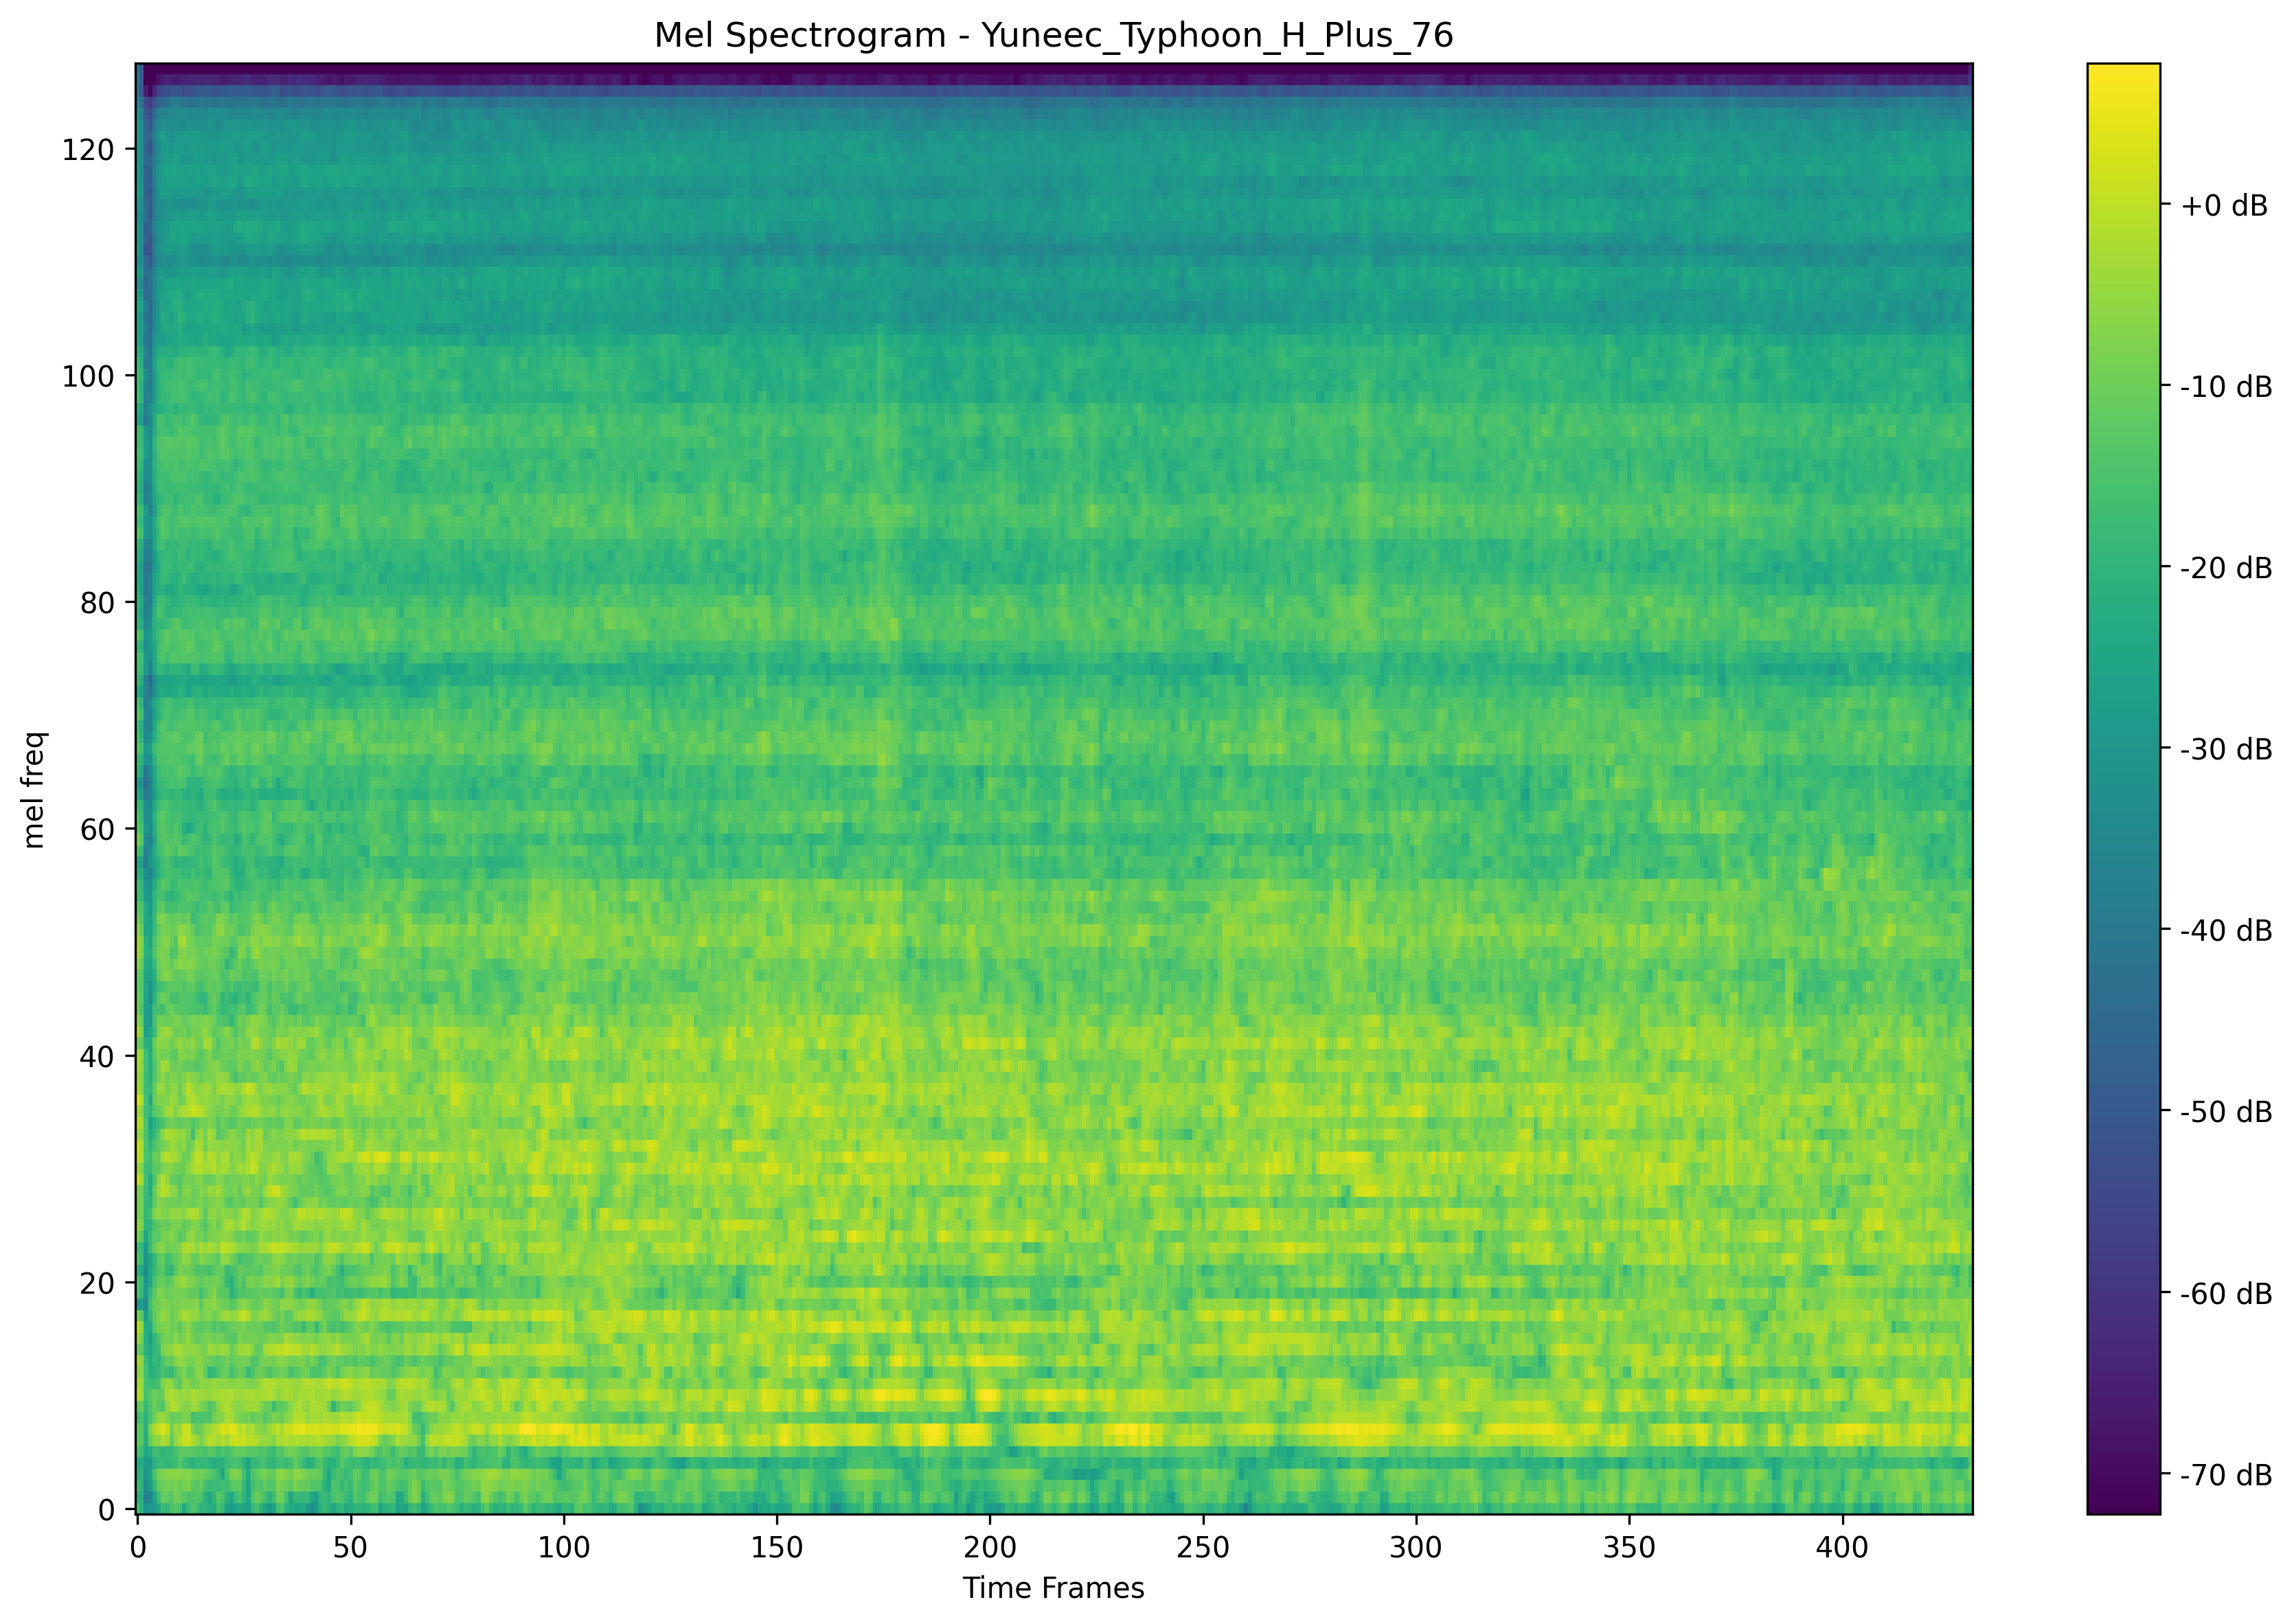 Mel Spectrogram - Yuneec_Typhoon_H_Plus_76
mel freq
120
100
80
60
40
20
0
0 50 100 150 200 250 300 350 400
Time Frames
+0 dB
-10 dB
-20 dB
-30 dB
-40 dB
-50 dB
-60 dB
-70 dB